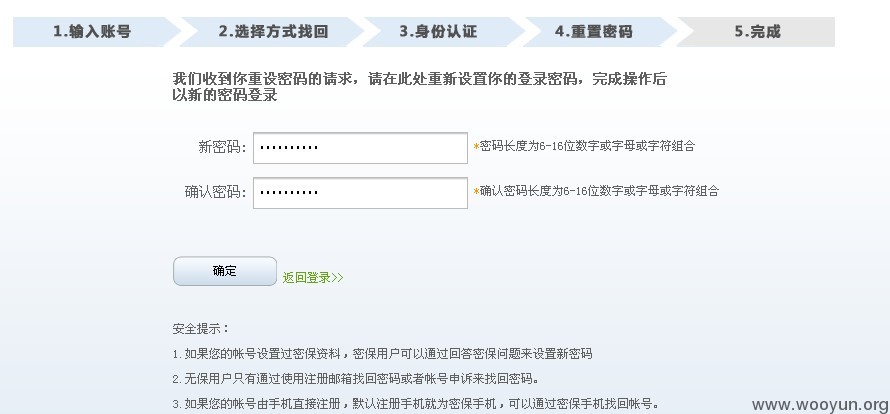 1.输入账号 2.选择方式找回 3.身份认证 4.重置密码 5.完成
我们收到你重设密码的请求，请在此处重新设置你的登录密码，完成操作后
以新的密码登录
新密码: •••••••••• *密码长度为6-16位数字或字母或字符组合
确认密码: •••••••••• *确认密码长度为6-16位数字或字母或字符组合
确定 返回登录>>
安全提示：
1.如果您的帐号设置过密保资料，密保用户可以通过回答密保问题来设置新密码
2.无保用户只有通过使用注册邮箱找回密码或者帐号申诉来找回密码。
3.如果您的帐号由手机直接注册，默认注册手机就为密保手机，可以通过密保手机找回帐号。
www.wooyun.org